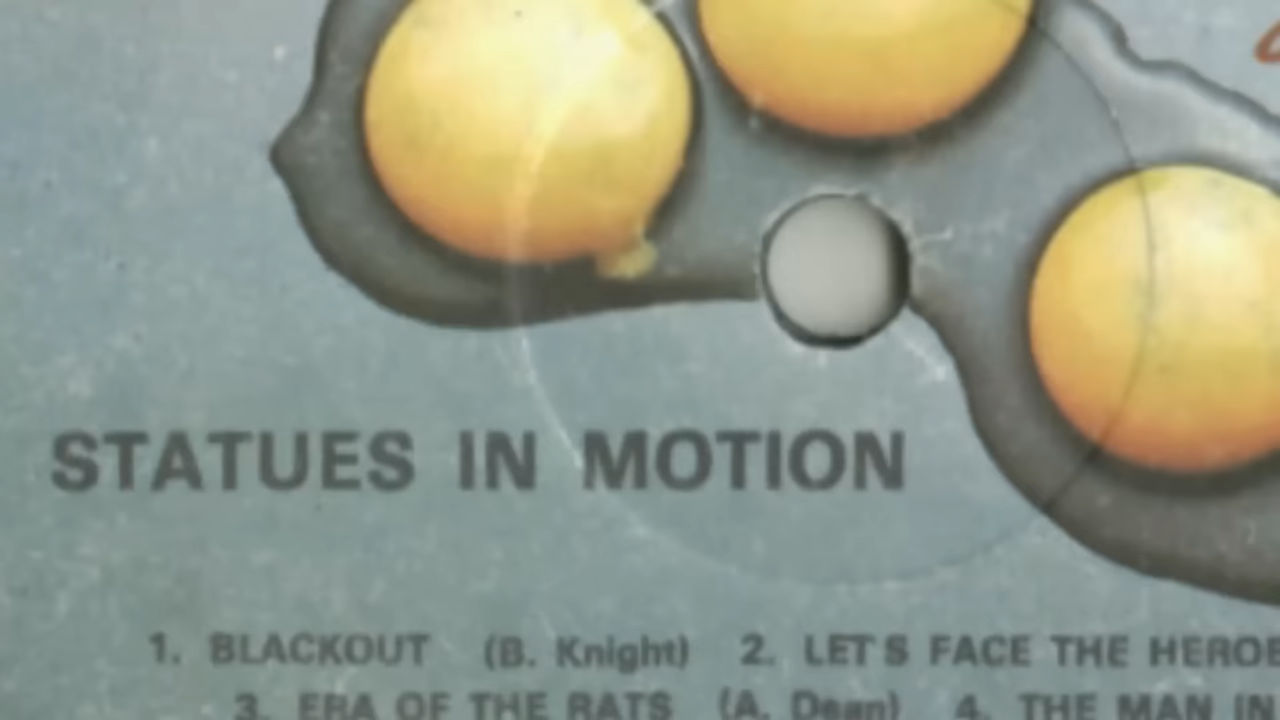 STATUES IN MOTION
1. BLACKOUT (B. Knight) 2. LET'S FACE THE
3. ERA OF THE RATS (A. Dean) 4. THE MAN IN